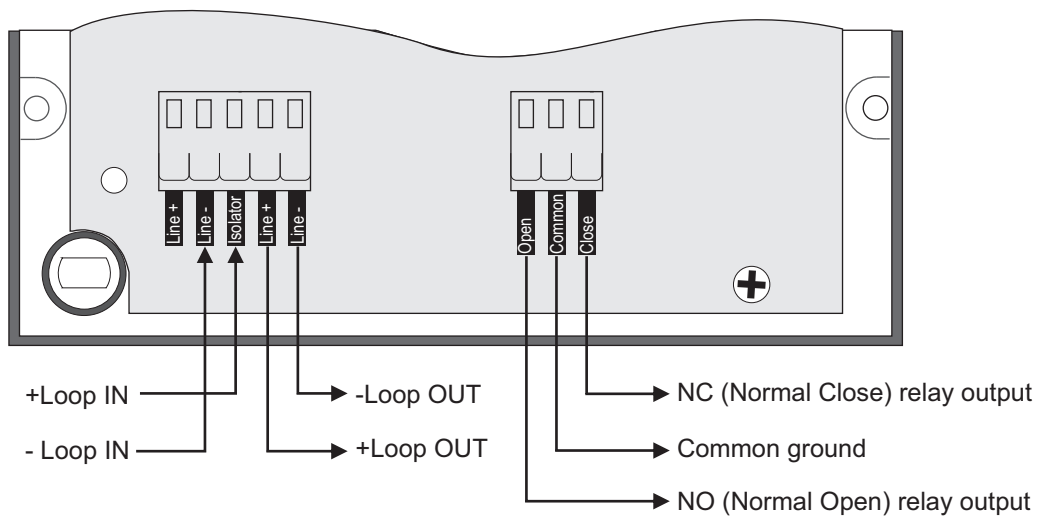 Line +
Line -
Isolator
Line +
Line -
Open
Common
Close
+Loop IN
-Loop OUT
NC (Normal Close) relay output
- Loop IN
+Loop OUT
Common ground
NO (Normal Open) relay output